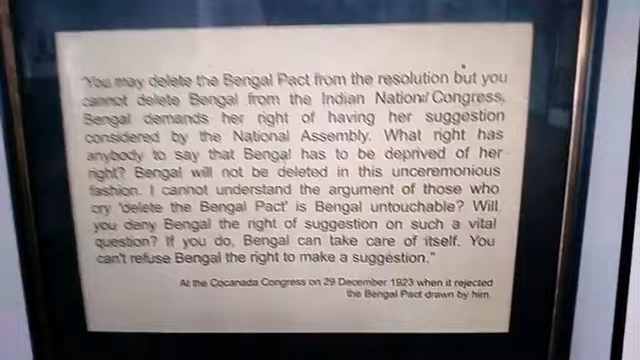 "You may delete the Bengal Pact from the resolution but you
cannot delete Bengal from the Indian National Congress.
Bengal demands her right of having her suggestion
considered by the National Assembly. What right has
anybody to say that Bengal has to be deprived of her
right? Bengal will not be deleted in this unceremonious
fashion. I cannot understand the argument of those who
cry 'delete the Bengal Pact' is Bengal untouchable? Will
you deny Bengal the right of suggestion on such a vital
question? If you do, Bengal can take care of itself. You
can't refuse Bengal the right to make a suggestion."
At the Cocanada Congress on 29 December 1923 when it rejected
the Bengal Pact drawn by him.